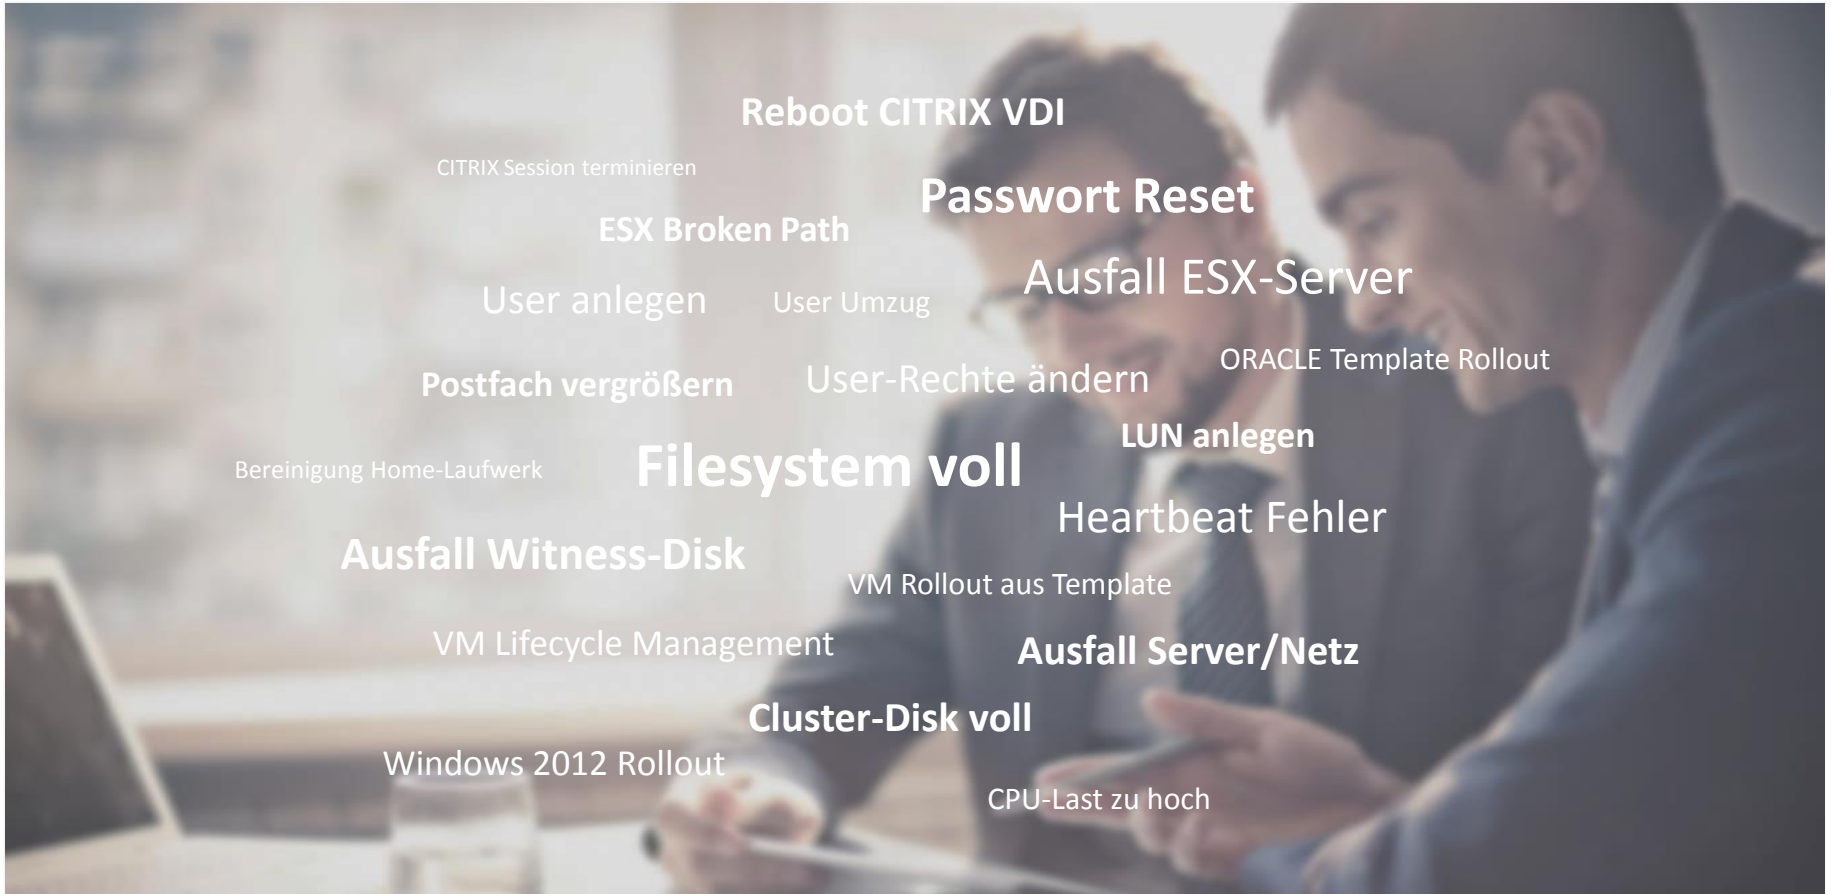 Reboot CITRIX VDI
CITRIX Session terminieren
Passwort Reset
ESX Broken Path
Ausfall ESX-Server
User anlegen
User Umzug
ORACLE Template Rollout
Postfach vergrößern
User-Rechte ändern
LUN anlegen
Bereinigung Home-Laufwerk
Filesystem voll
Heartbeat Fehler
Ausfall Witness-Disk
VM Rollout aus Template
VM Lifecycle Management
Ausfall Server/Netz
Cluster-Disk voll
Windows 2012 Rollout
CPU-Last zu hoch